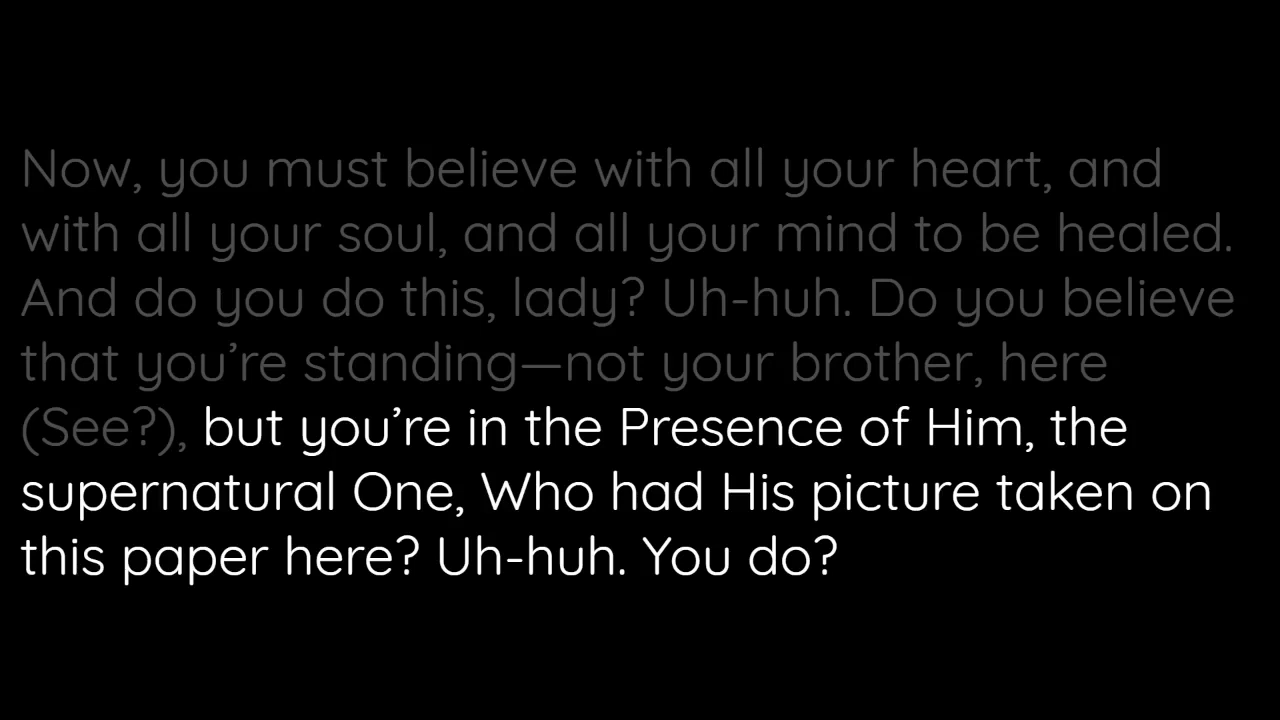 Now, you must believe with all your heart, and
with all your soul, and all your mind to be healed.
And do you do this, lady? Uh-huh. Do you believe
that you’re standing—not your brother, here
(See?), but you’re in the Presence of Him, the
supernatural One, Who had His picture taken on
this paper here? Uh-huh. You do?